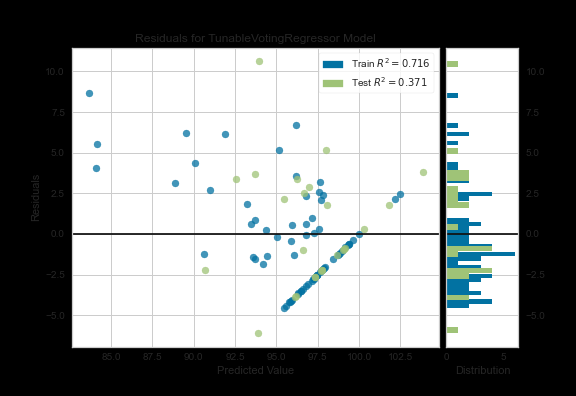 Residuals for TunableVotingRegressor Model
Train R² = 0.716
Test R² = 0.371
10.0
7.5
5.0
2.5
0.0
−2.5
−5.0
Residuals
85.0 87.5 90.0 92.5 95.0 97.5 100.0 102.5
Predicted Value
10.0
7.5
5.0
2.5
0.0
−2.5
−5.0
0 5
Distribution